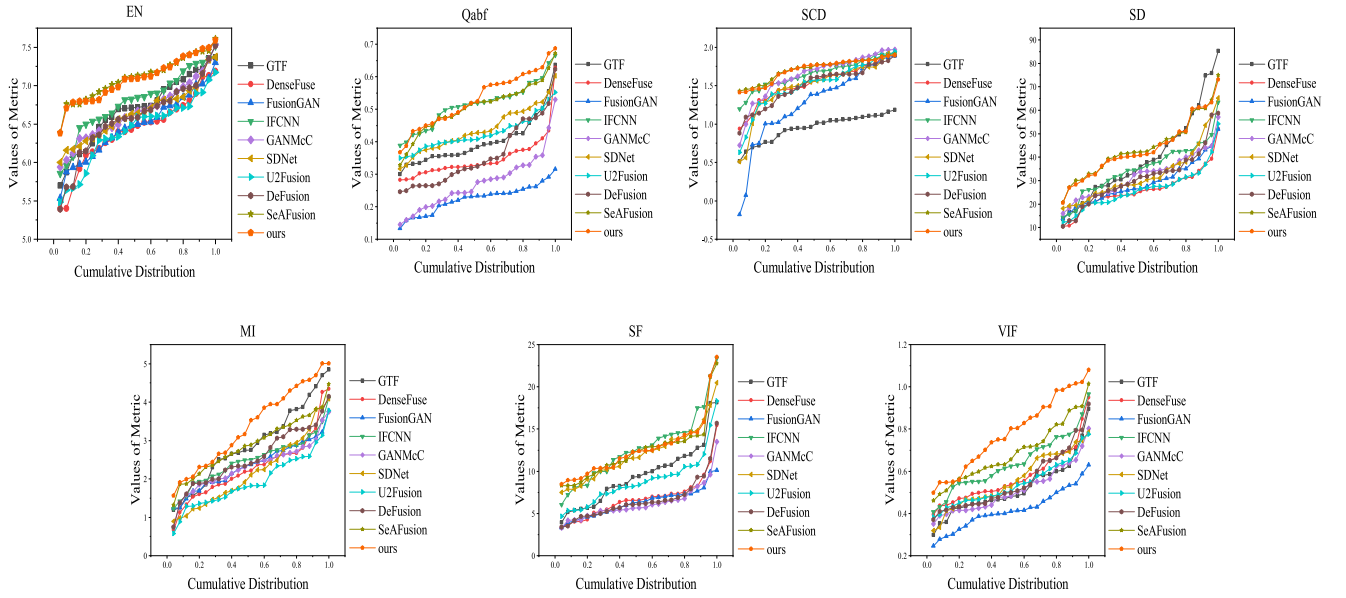 EN
Values of Metric
7.5
7.0
6.5
6.0
5.5
5.0
0.0 0.2 0.4 0.6 0.8 1.0
Cumulative Distribution
GTF
DenseFuse
FusionGAN
IFCNN
GANMcC
SDNet
U2Fusion
DeFusion
SeAFusion
ours
Qabf
Values of Metric
0.7
0.6
0.5
0.4
0.3
0.2
0.1
0.0 0.2 0.4 0.6 0.8 1.0
Cumulative Distribution
GTF
DenseFuse
FusionGAN
IFCNN
GANMcC
SDNet
U2Fusion
DeFusion
SeAFusion
ours
SCD
Values of Metric
2.0
1.5
1.0
0.5
0.0
-0.5
0.0 0.2 0.4 0.6 0.8 1.0
Cumulative Distribution
GTF
DenseFuse
FusionGAN
IFCNN
GANMcC
SDNet
U2Fusion
DeFusion
SeAFusion
ours
SD
Values of Metric
90
80
70
60
50
40
30
20
10
0.0 0.2 0.4 0.6 0.8 1.0
Cumulative Distribution
GTF
DenseFuse
FusionGAN
IFCNN
GANMcC
SDNet
U2Fusion
DeFusion
SeAFusion
ours
MI
Values of Metric
5
4
3
2
1
0
0.0 0.2 0.4 0.6 0.8 1.0
Cumulative Distribution
GTF
DenseFuse
FusionGAN
IFCNN
GANMcC
SDNet
U2Fusion
DeFusion
SeAFusion
ours
SF
Values of Metric
25
20
15
10
5
0
0.0 0.2 0.4 0.6 0.8 1.0
Cumulative Distribution
GTF
DenseFuse
FusionGAN
IFCNN
GANMcC
SDNet
U2Fusion
DeFusion
SeAFusion
ours
VIF
Values of Metric
1.2
1.0
0.8
0.6
0.4
0.2
0.0 0.2 0.4 0.6 0.8 1.0
Cumulative Distribution
GTF
DenseFuse
FusionGAN
IFCNN
GANMcC
SDNet
U2Fusion
DeFusion
SeAFusion
ours